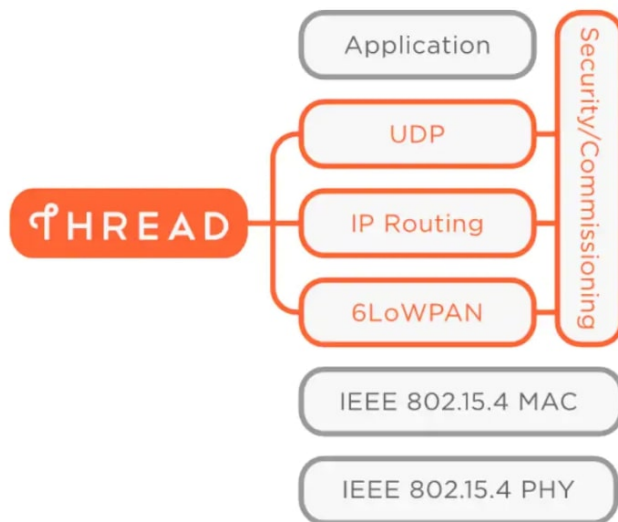 Application
Security/Commissioning
UDP
THREAD
IP Routing
6LoWPAN
IEEE 802.15.4 MAC
IEEE 802.15.4 PHY